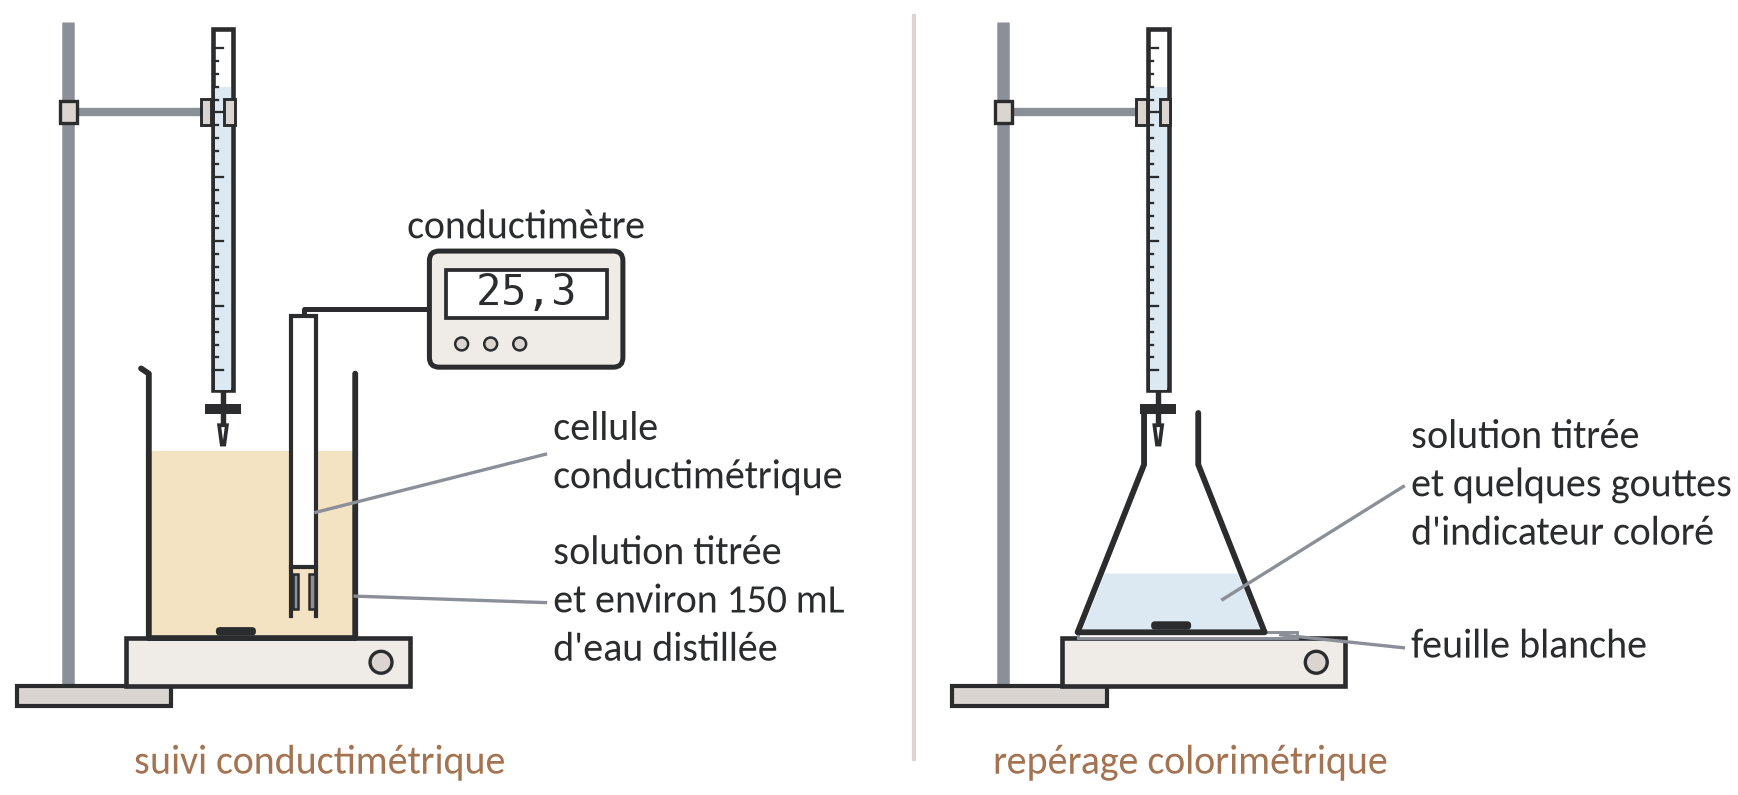 conductimètre
25,3
cellule
conductimétrique
solution titrée
et environ 150 mL
d'eau distillée
suivi conductimétrique
solution titrée
et quelques gouttes
d'indicateur coloré
feuille blanche
repérage colorimétrique